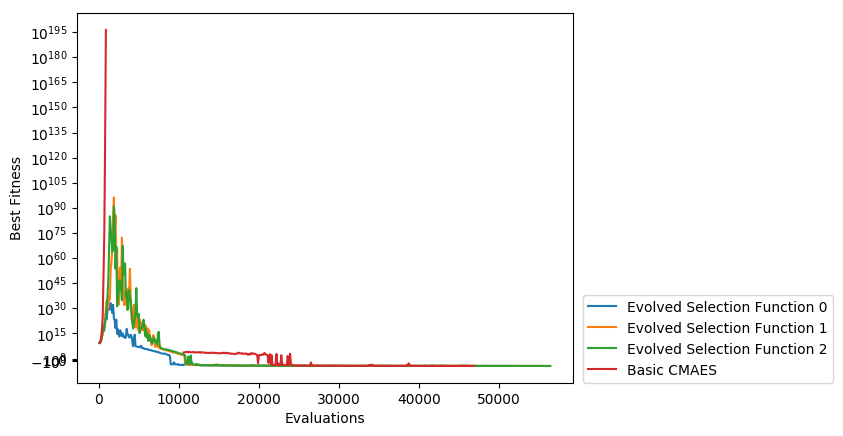 10^195
10^180
10^165
10^150
10^135
10^120
10^105
10^90
10^75
10^60
10^45
10^30
10^15
Best Fitness
0 10000 20000 30000 40000 50000
Evaluations
Evolved Selection Function 0
Evolved Selection Function 1
Evolved Selection Function 2
Basic CMAES